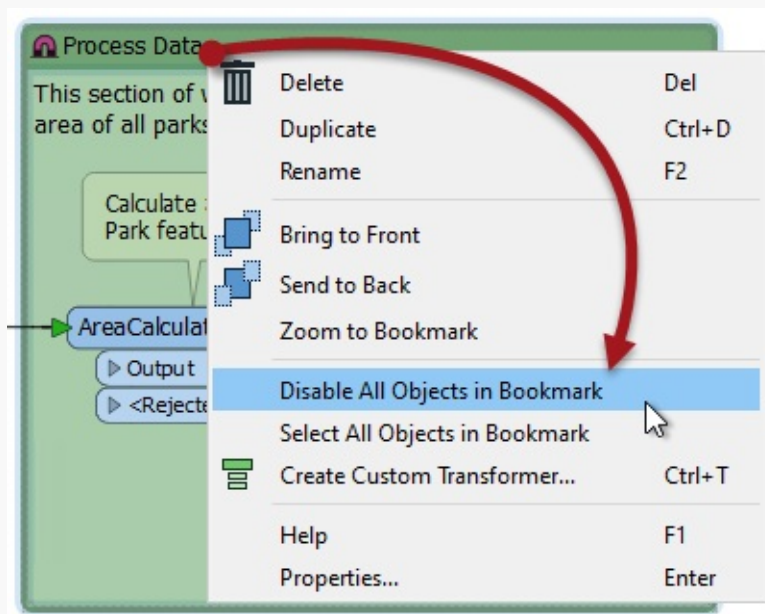 Process Data
This section of
area of all parks
Calculate
Park featu
AreaCalculat
Output
<Rejecte
Delete Del
Duplicate Ctrl+D
Rename F2
Bring to Front
Send to Back
Zoom to Bookmark
Disable All Objects in Bookmark
Select All Objects in Bookmark
Create Custom Transformer... Ctrl+T
Help F1
Properties... Enter